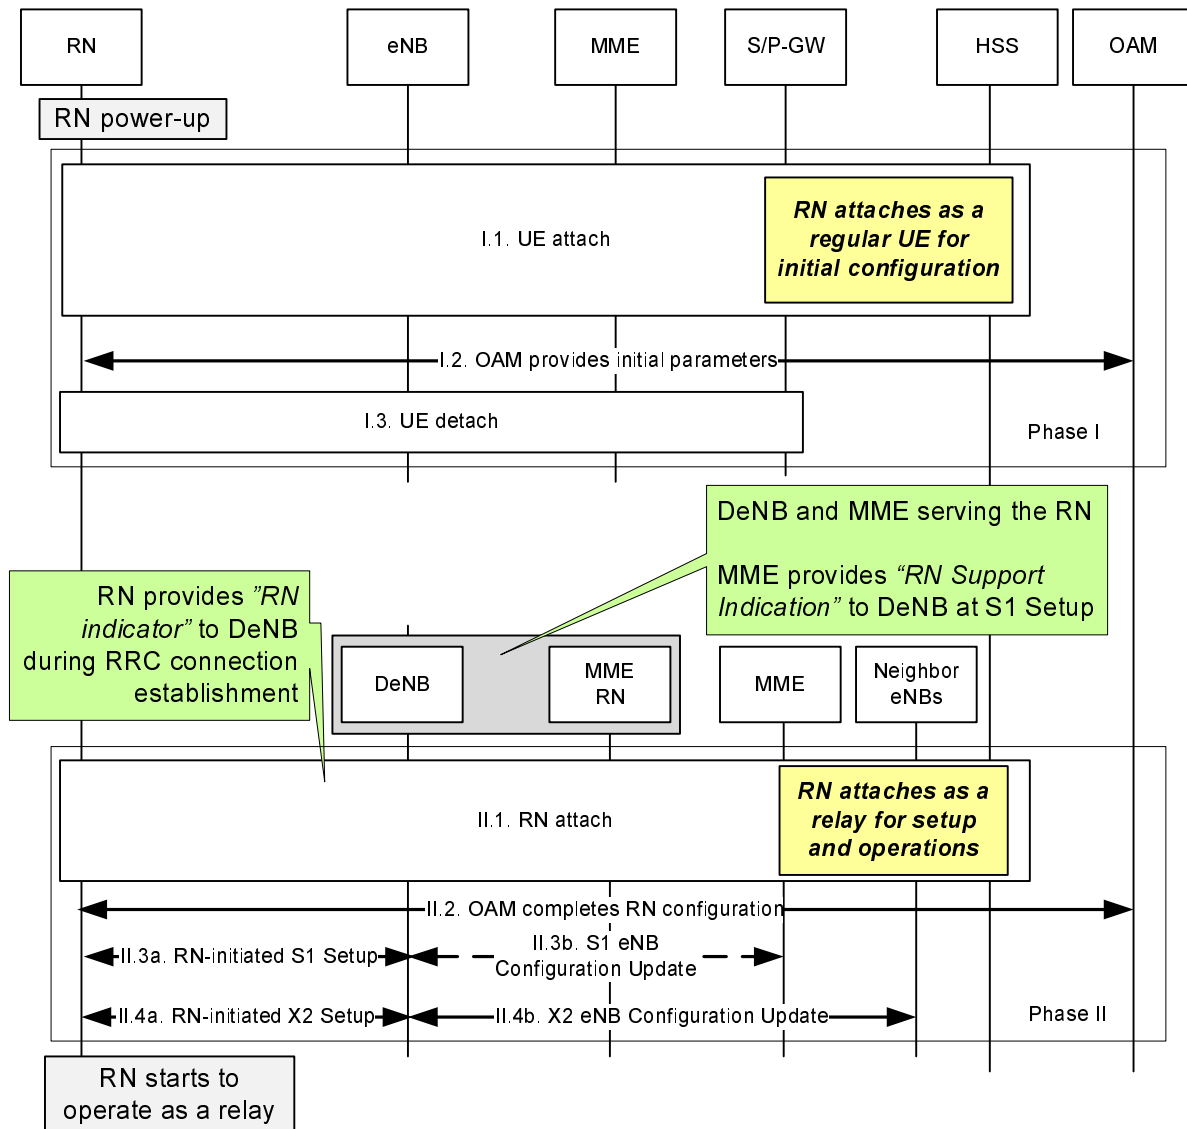 RN
eNB
MME
S/P-GW
HSS
OAM
RN power-up
I.1. UE attach
RN attaches as a
regular UE for
initial configuration
I.2. OAM provides initial parameters
I.3. UE detach
Phase I
DeNB and MME serving the RN
MME provides “RN Support
Indication” to DeNB at S1 Setup
RN provides ”RN
indicator” to DeNB
during RRC connection
establishment
DeNB
MME
RN
MME
Neighbor
eNBs
II.1. RN attach
RN attaches as a
relay for setup
and operations
II.2. OAM completes RN configuration
II.3a. RN-initiated S1 Setup
II.3b. S1 eNB
Configuration Update
II.4a. RN-initiated X2 Setup
II.4b. X2 eNB Configuration Update
Phase II
RN starts to
operate as a relay